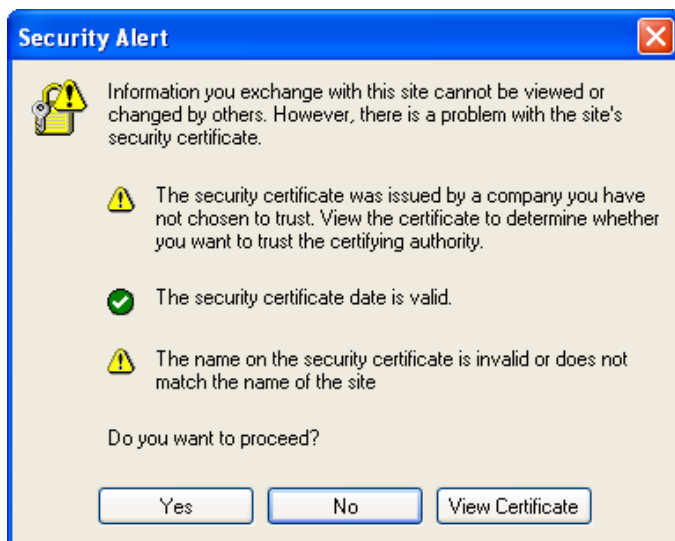 Security Alert
Information you exchange with this site cannot be viewed or
changed by others. However, there is a problem with the site's
security certificate.
The security certificate was issued by a company you have
not chosen to trust. View the certificate to determine whether
you want to trust the certifying authority.
The security certificate date is valid.
The name on the security certificate is invalid or does not
match the name of the site
Do you want to proceed?
Yes
No
View Certificate